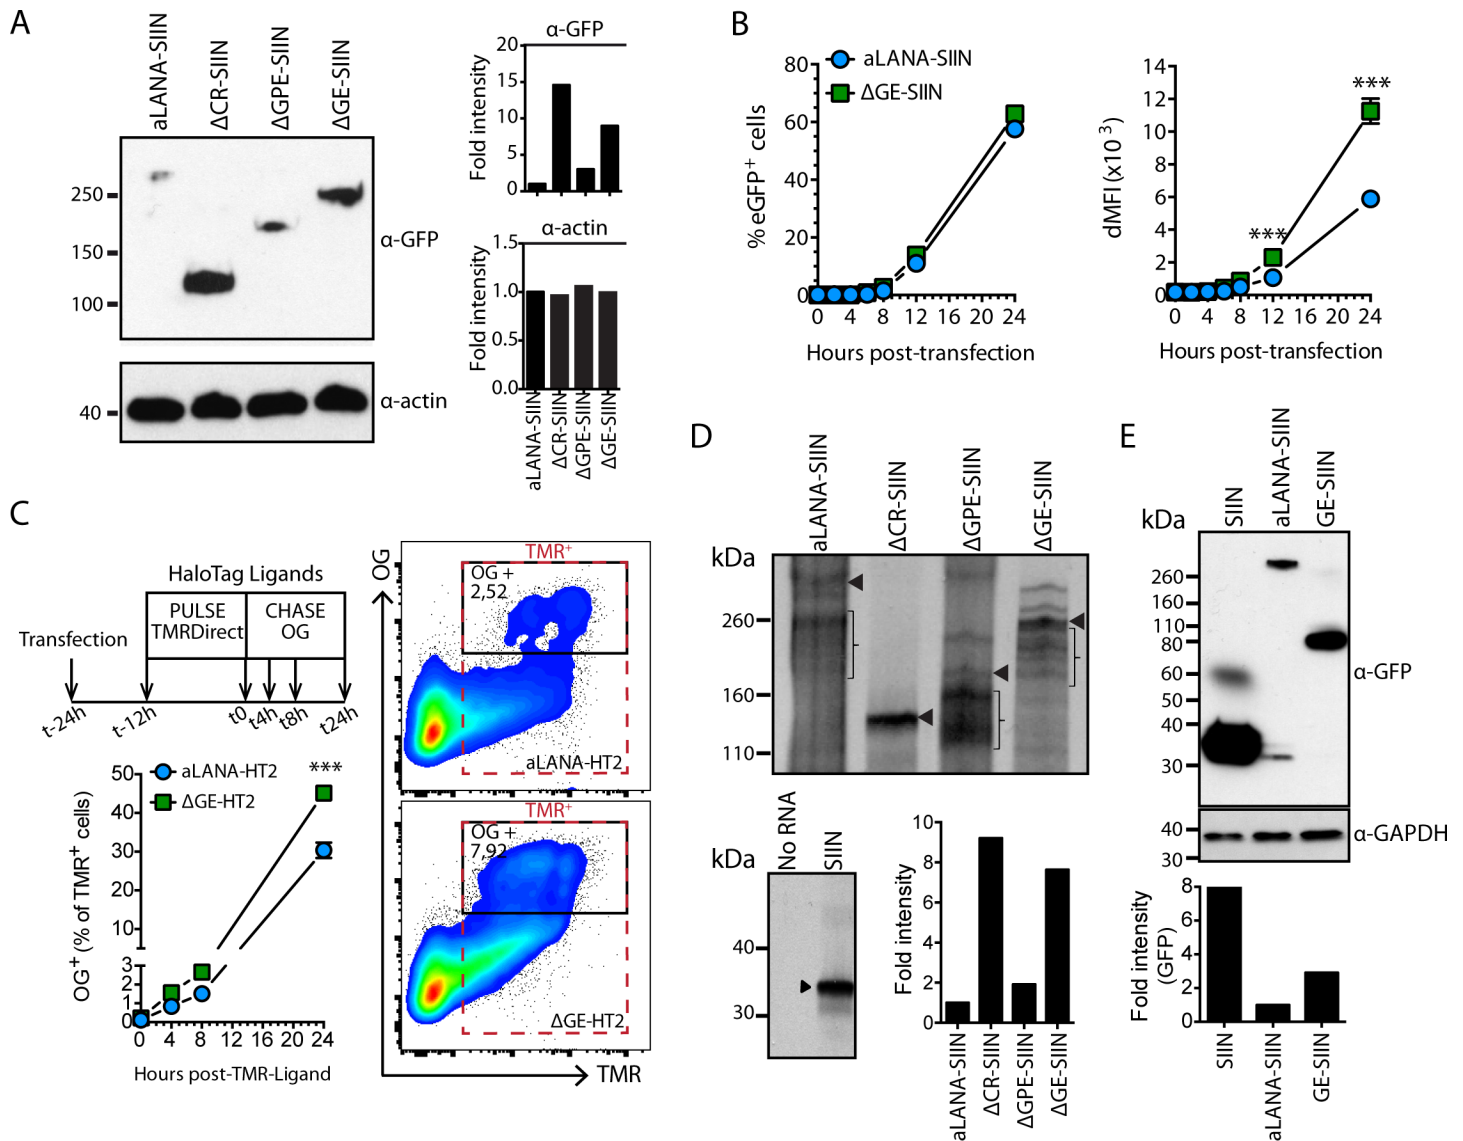 A
aLANA-SIIN
ΔCR-SIIN
ΔGPE-SIIN
ΔGE-SIIN
250
150
100
α-GFP
40
α-actin
α-GFP
Fold intensity
20
15
10
5
0
α-actin
Fold intensity
1.5
1.0
0.5
0.0
aLANA-SIIN
ΔCR-SIIN
ΔGPE-SIIN
ΔGE-SIIN
B
aLANA-SIIN
ΔGE-SIIN
% eGFP⁺ cells
80
60
40
20
0
0 4 8 12 16 20 24
Hours post-transfection
dMFI (x10 ³)
14
12
10
8
6
4
2
0
***
***
0 4 8 12 16 20 24
Hours post-transfection
C
HaloTag Ligands
PULSE
TMRDirect
CHASE
OG
Transfection
t-24h
t-12h
t0
t4h
t8h
t24h
aLANA-HT2
ΔGE-HT2
***
OG⁺ (% of TMR⁺ cells)
50
40
30
20
10
3
2
1
0
0 4 8 12 16 20 24
Hours post-TMR-Ligand
OG
TMR⁺
OG +
2,52
aLANA-HT2
TMR⁺
OG +
7,92
ΔGE-HT2
TMR
D
aLANA-SIIN
ΔCR-SIIN
ΔGPE-SIIN
ΔGE-SIIN
kDa
260
160
110
No RNA
SIIN
kDa
40
30
Fold intensity
10
8
6
4
2
0
aLANA-SIIN
ΔCR-SIIN
ΔGPE-SIIN
ΔGE-SIIN
E
SIIN
aLANA-SIIN
GE-SIIN
kDa
260
160
110
80
60
50
40
30
α-GFP
40
30
α-GAPDH
Fold intensity
(GFP)
8
6
4
2
0
SIIN
aLANA-SIIN
GE-SIIN